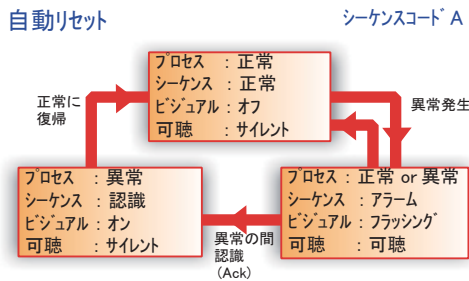 自動ﾘｾｯﾄ
ｼｰｹﾝｽｺｰﾄﾞA
ﾌﾟﾛｾｽ : 正常
ｼｰｹﾝｽ : 正常
ﾋﾞｼﾞｭｱﾙ : オフ
可聴 : ｻｲﾚﾝﾄ
正常に
復帰
異常発生
ﾌﾟﾛｾｽ : 異常
ｼｰｹﾝｽ : 認識
ﾋﾞｼﾞｭｱﾙ : オン
可聴 : ｻｲﾚﾝﾄ
異常の間
認識
(Ack)
ﾌﾟﾛｾｽ : 正常 or 異常
ｼｰｹﾝｽ : アラーム
ﾋﾞｼﾞｭｱﾙ : ﾌﾗｯｼﾝｸﾞ
可聴 : 可聴